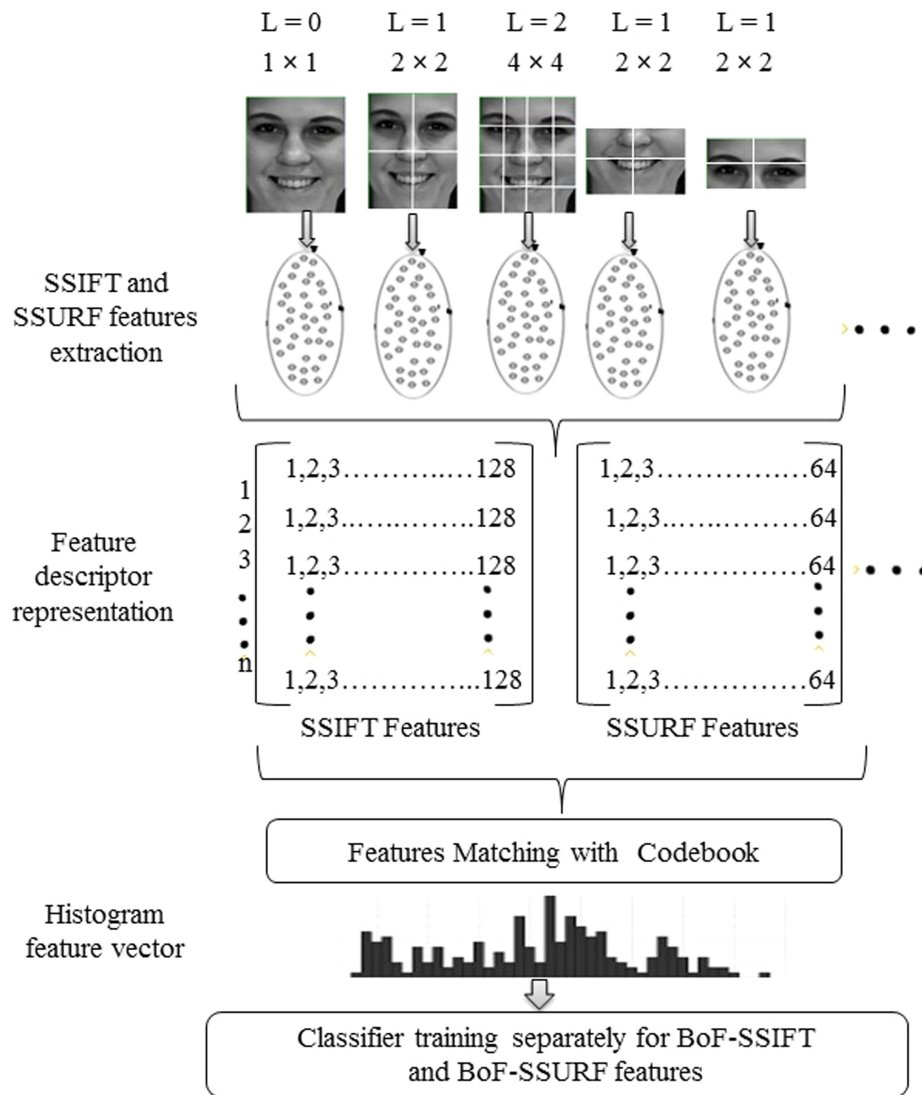 L = 0 L = 1 L = 2 L = 1 L = 1
1 × 1 2 × 2 4 × 4 2 × 2 2 × 2
SSIFT and
SSURF features
extraction
Feature
descriptor
representation
1
2
3
n
1,2,3……………128
1,2,3……………128
1,2,3……………128
1,2,3……………128
SSIFT Features
1,2,3……………64
1,2,3……………64
1,2,3……………64
1,2,3……………64
SSURF Features
Features Matching with Codebook
Histogram
feature vector
Classifier training separately for BoF-SSIFT
and BoF-SSURF features